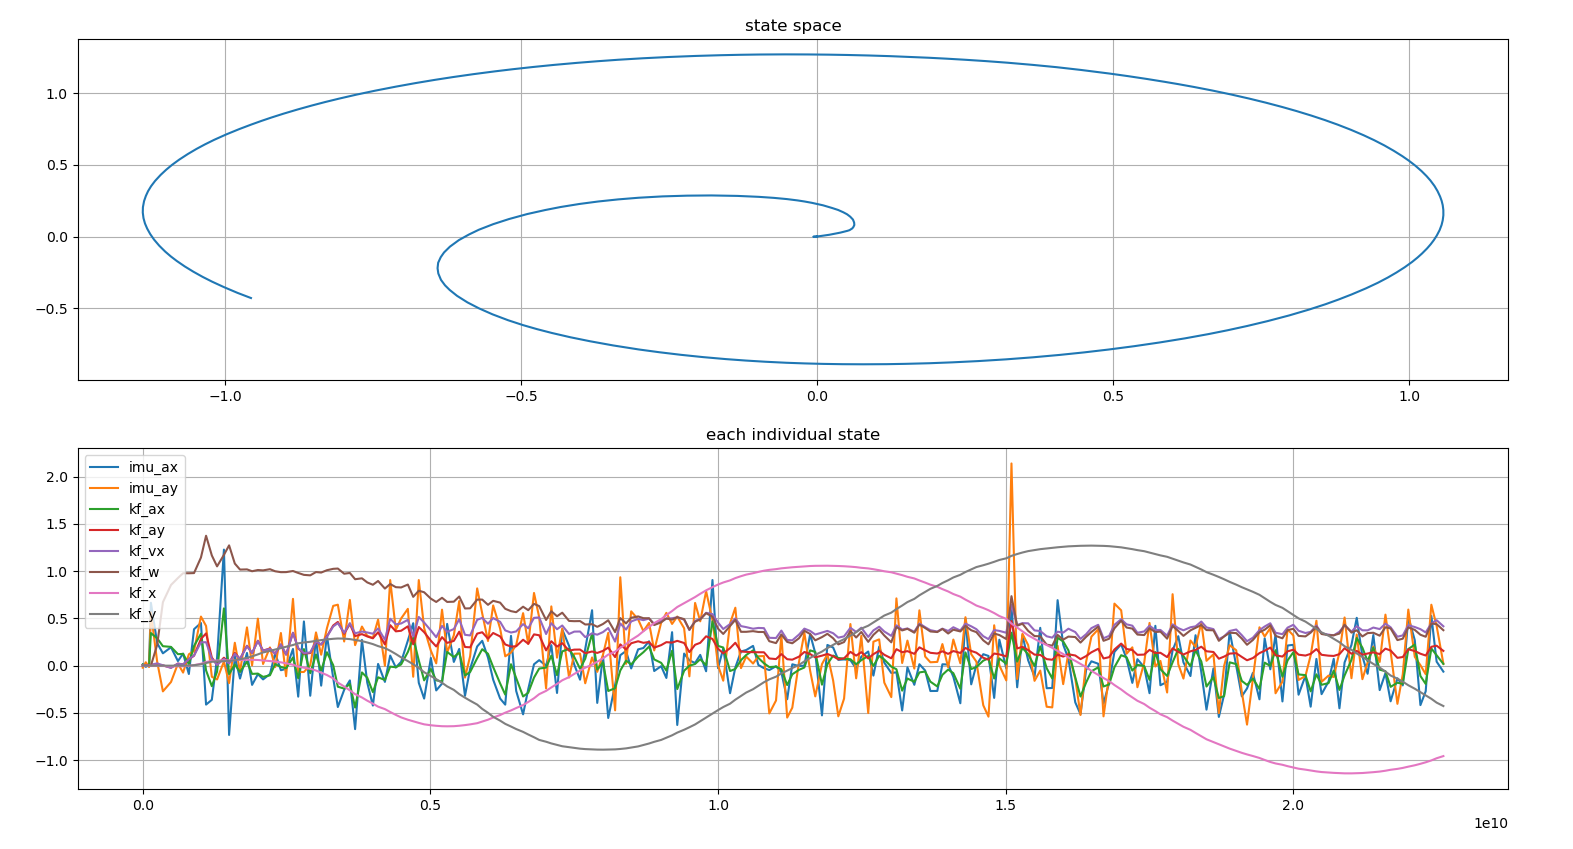 state space
1.0
0.5
0.0
−0.5
−1.0 −0.5 0.0 0.5 1.0
each individual state
2.0
1.5
1.0
0.5
0.0
−0.5
−1.0
imu_ax
imu_ay
kf_ax
kf_ay
kf_vx
kf_w
kf_x
kf_y
0.0 0.5 1.0 1.5 2.0
1e10